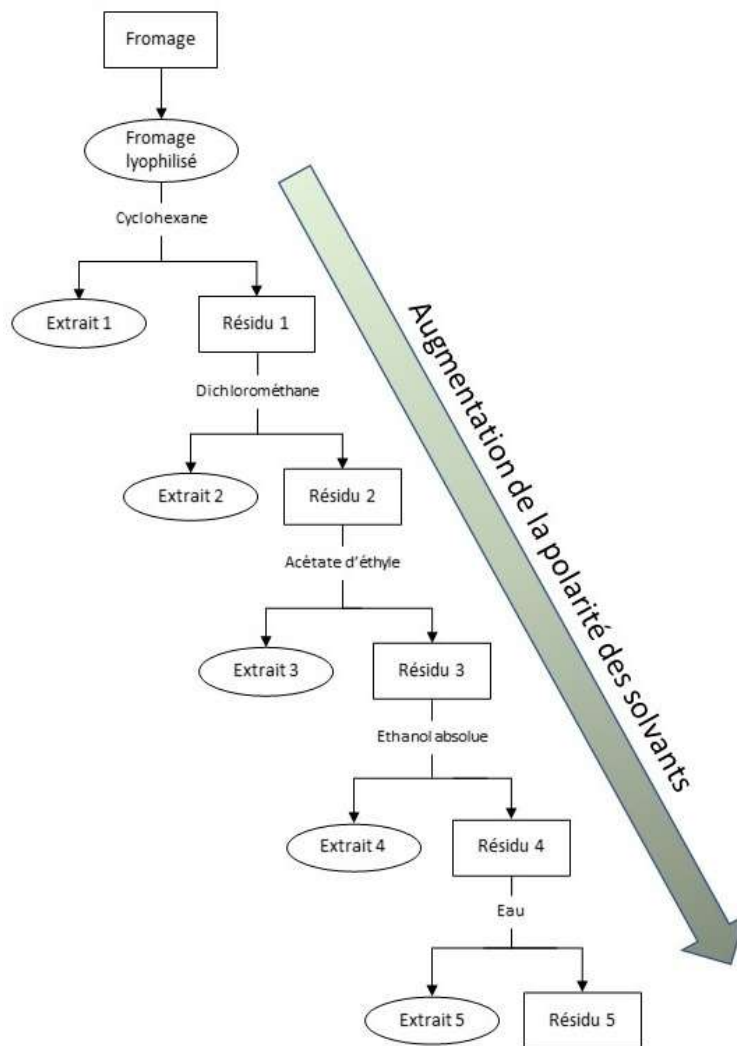 Fromage
Fromage
lyophilisé
Cyclohexane
Extrait 1
Résidu 1
Dichlorométhane
Extrait 2
Résidu 2
Acètate d'éthyle
Extrait 3
Résidu 3
Ethanol absolue
Extrait 4
Résidu 4
Eau
Extrait 5
Résidu 5
Augmentation de la polarité des solvants